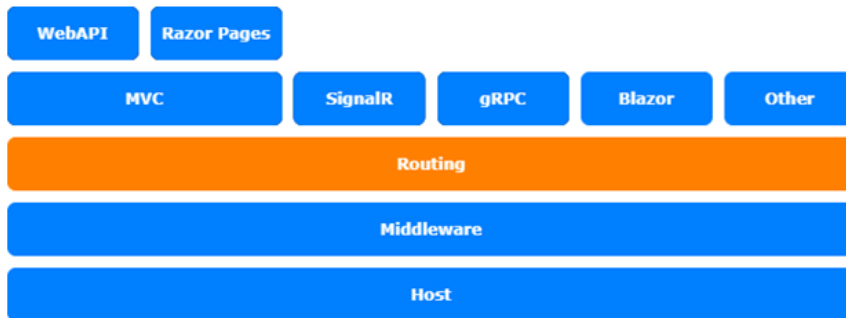 WebAPI Razor Pages
MVC SignalR gRPC Blazor Other
Routing
Middleware
Host